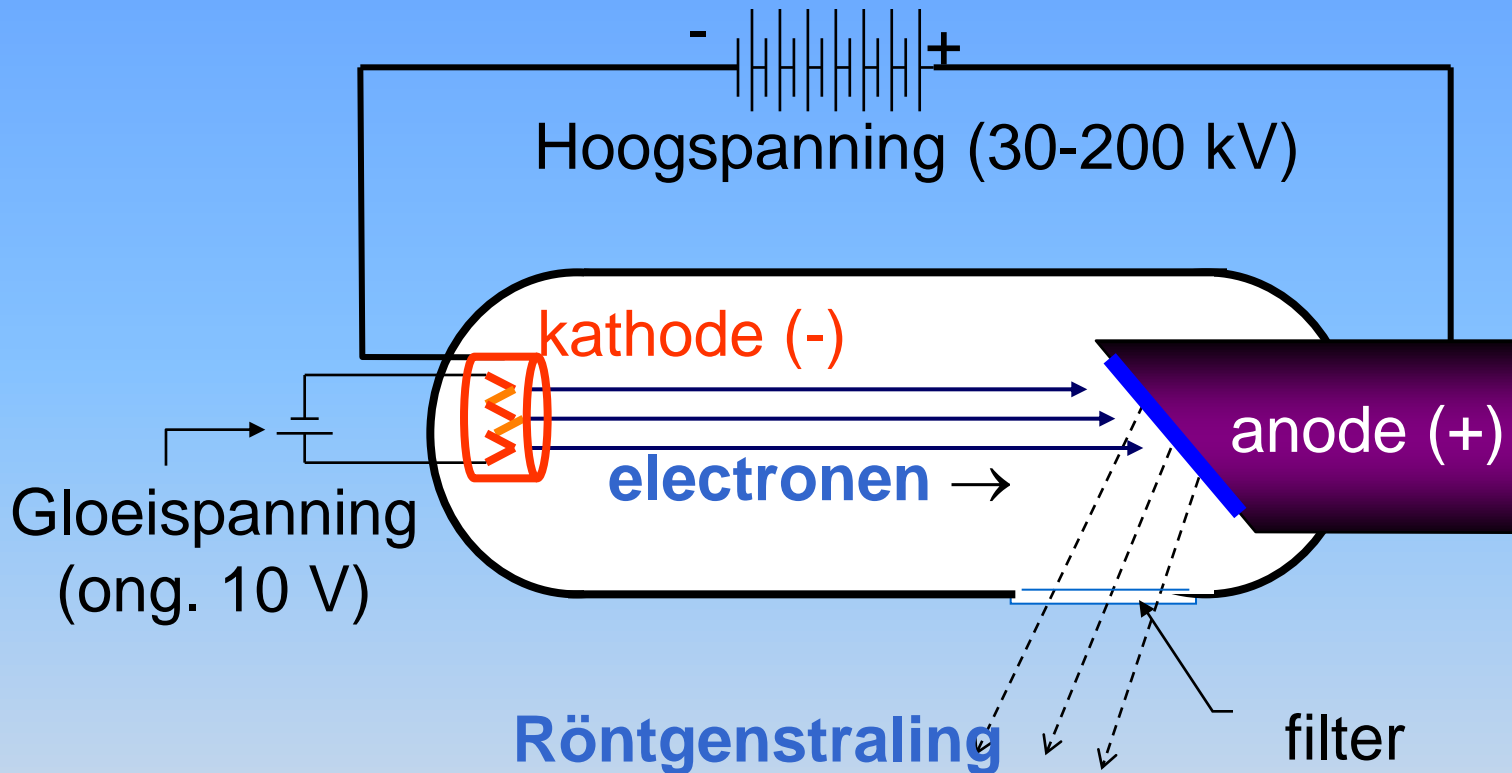 - +
Hoogspanning (30-200 kV)
kathode (-)
anode (+)
electronen →
Gloeispanning
(ong. 10 V)
Röntgenstraling
filter